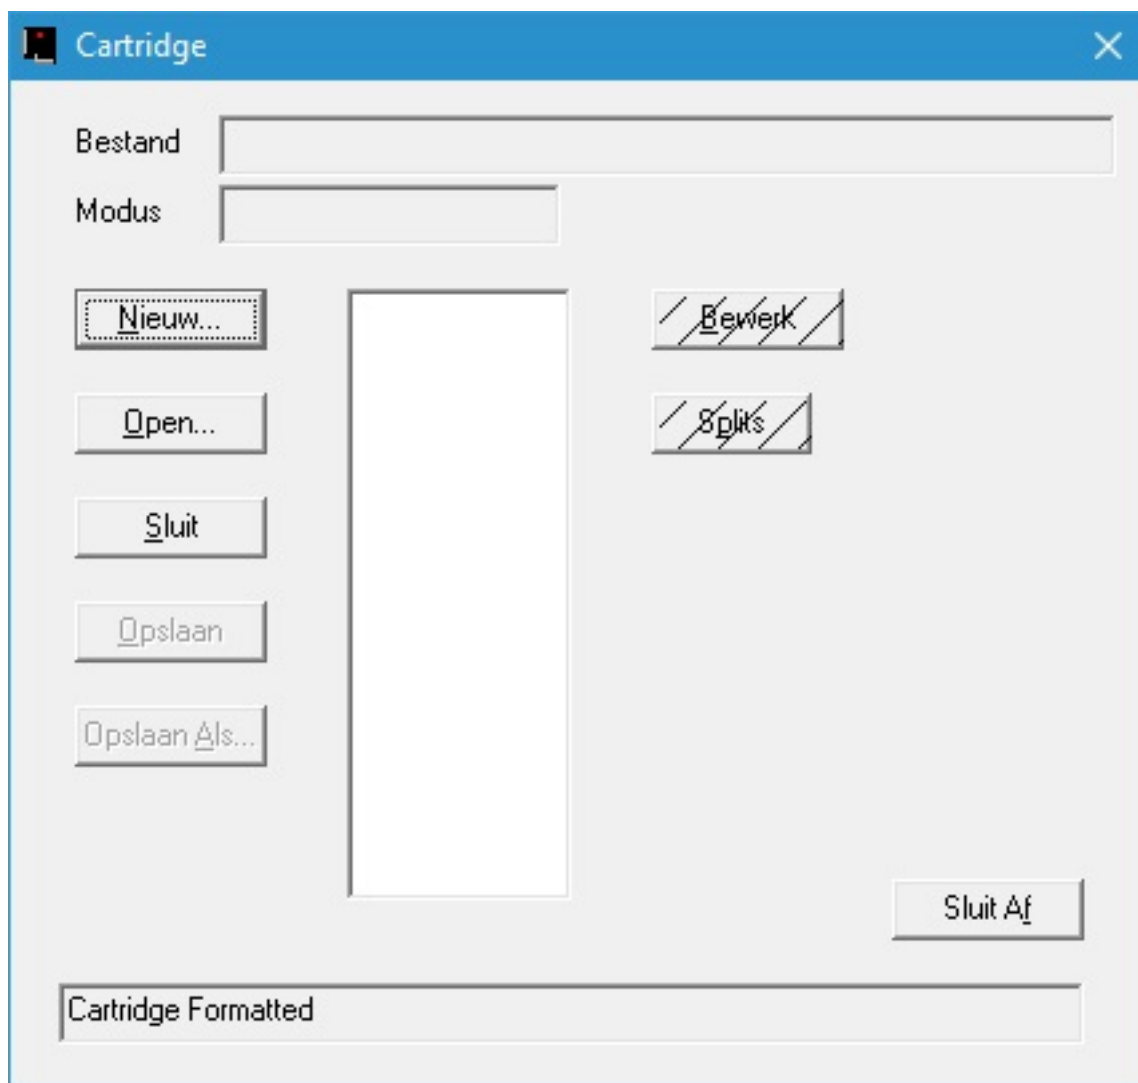 Cartridge
Bestand
Modus
Nieuw...
Bewerk
Open...
Splits
Sluit
Opslaan
Opslaan Als...
Sluit Af
Cartridge Formatted